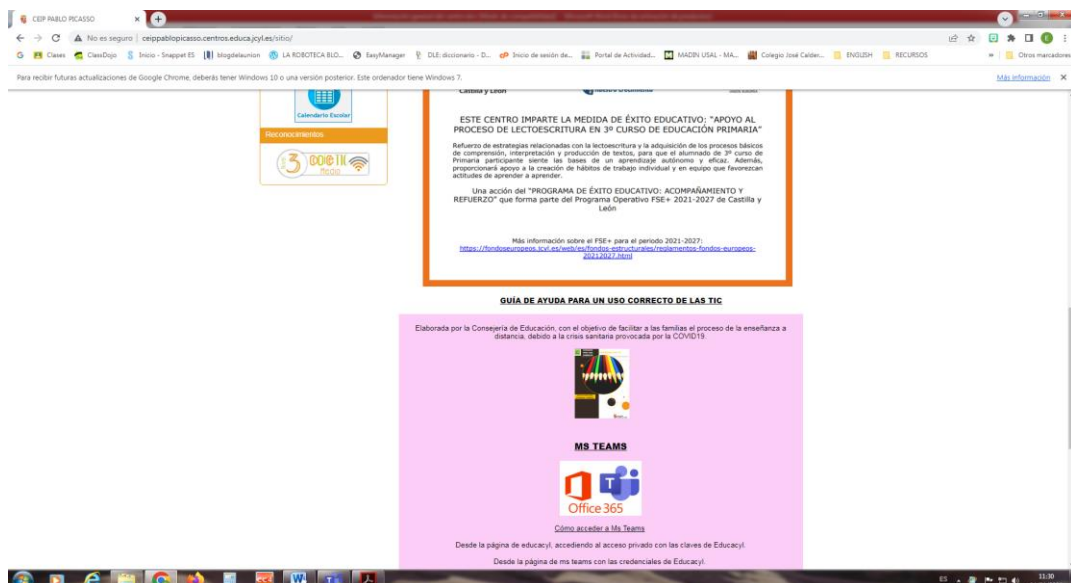 CEIP PABLO PICASSO
No es seguro | ceippablopicasso.centros.educa.jcyl.es/sitio/
Clases ClassDojo Inicio - Snappet ES blogdelaunion LA ROBOTECA BLO... EasyManager DLE: diccionario - D... Inicio de sesión de... Portal de Actividad... MADIN USAL - MA... Colegio José Calder... ENGLISH RECURSOS » Otros marcadores
Para recibir futuras actualizaciones de Google Chrome, deberás tener Windows 10 o una versión posterior. Este ordenador tiene Windows 7. Más información
Castilla y León
Calendario Escolar
Reconocimientos
ESTE CENTRO IMPARTE LA MEDIDA DE ÉXITO EDUCATIVO: "APOYO AL
PROCESO DE LECTOESCRITURA EN 3º CURSO DE EDUCACIÓN PRIMARIA"
Refuerzo de estrategias relacionadas con la lectoescritura y la adquisición de los procesos básicos
de comprensión, interpretación y producción de textos, para que el alumnado de 3º curso de
Primaria participante siente las bases de un aprendizaje autónomo y eficaz. Además,
proporcionará apoyo a la creación de hábitos de trabajo individual y en equipo que favorezcan
actitudes de aprender a aprender.
Una acción del "PROGRAMA DE ÉXITO EDUCATIVO: ACOMPAÑAMIENTO Y
REFUERZO" que forma parte del Programa Operativo FSE+ 2021-2027 de Castilla y
León
Más información sobre el FSE+ para el periodo 2021-2027:
https://fondoseuropeos.jcyl.es/web/es/fondos-estructurales/reglamentos-fondos-europeos-
20212027.html
GUÍA DE AYUDA PARA UN USO CORRECTO DE LAS TIC
Elaborada por la Consejería de Educación, con el objetivo de facilitar a las familias el proceso de la enseñanza a
distancia, debido a la crisis sanitaria provocada por la COVID19.
MS TEAMS
Office 365
Cómo acceder a Ms Teams
Desde la página de educacyl, accediendo al acceso privado con las claves de Educacyl.
Desde la página de ms teams con las credenciales de Educacyl.
ES 11:30